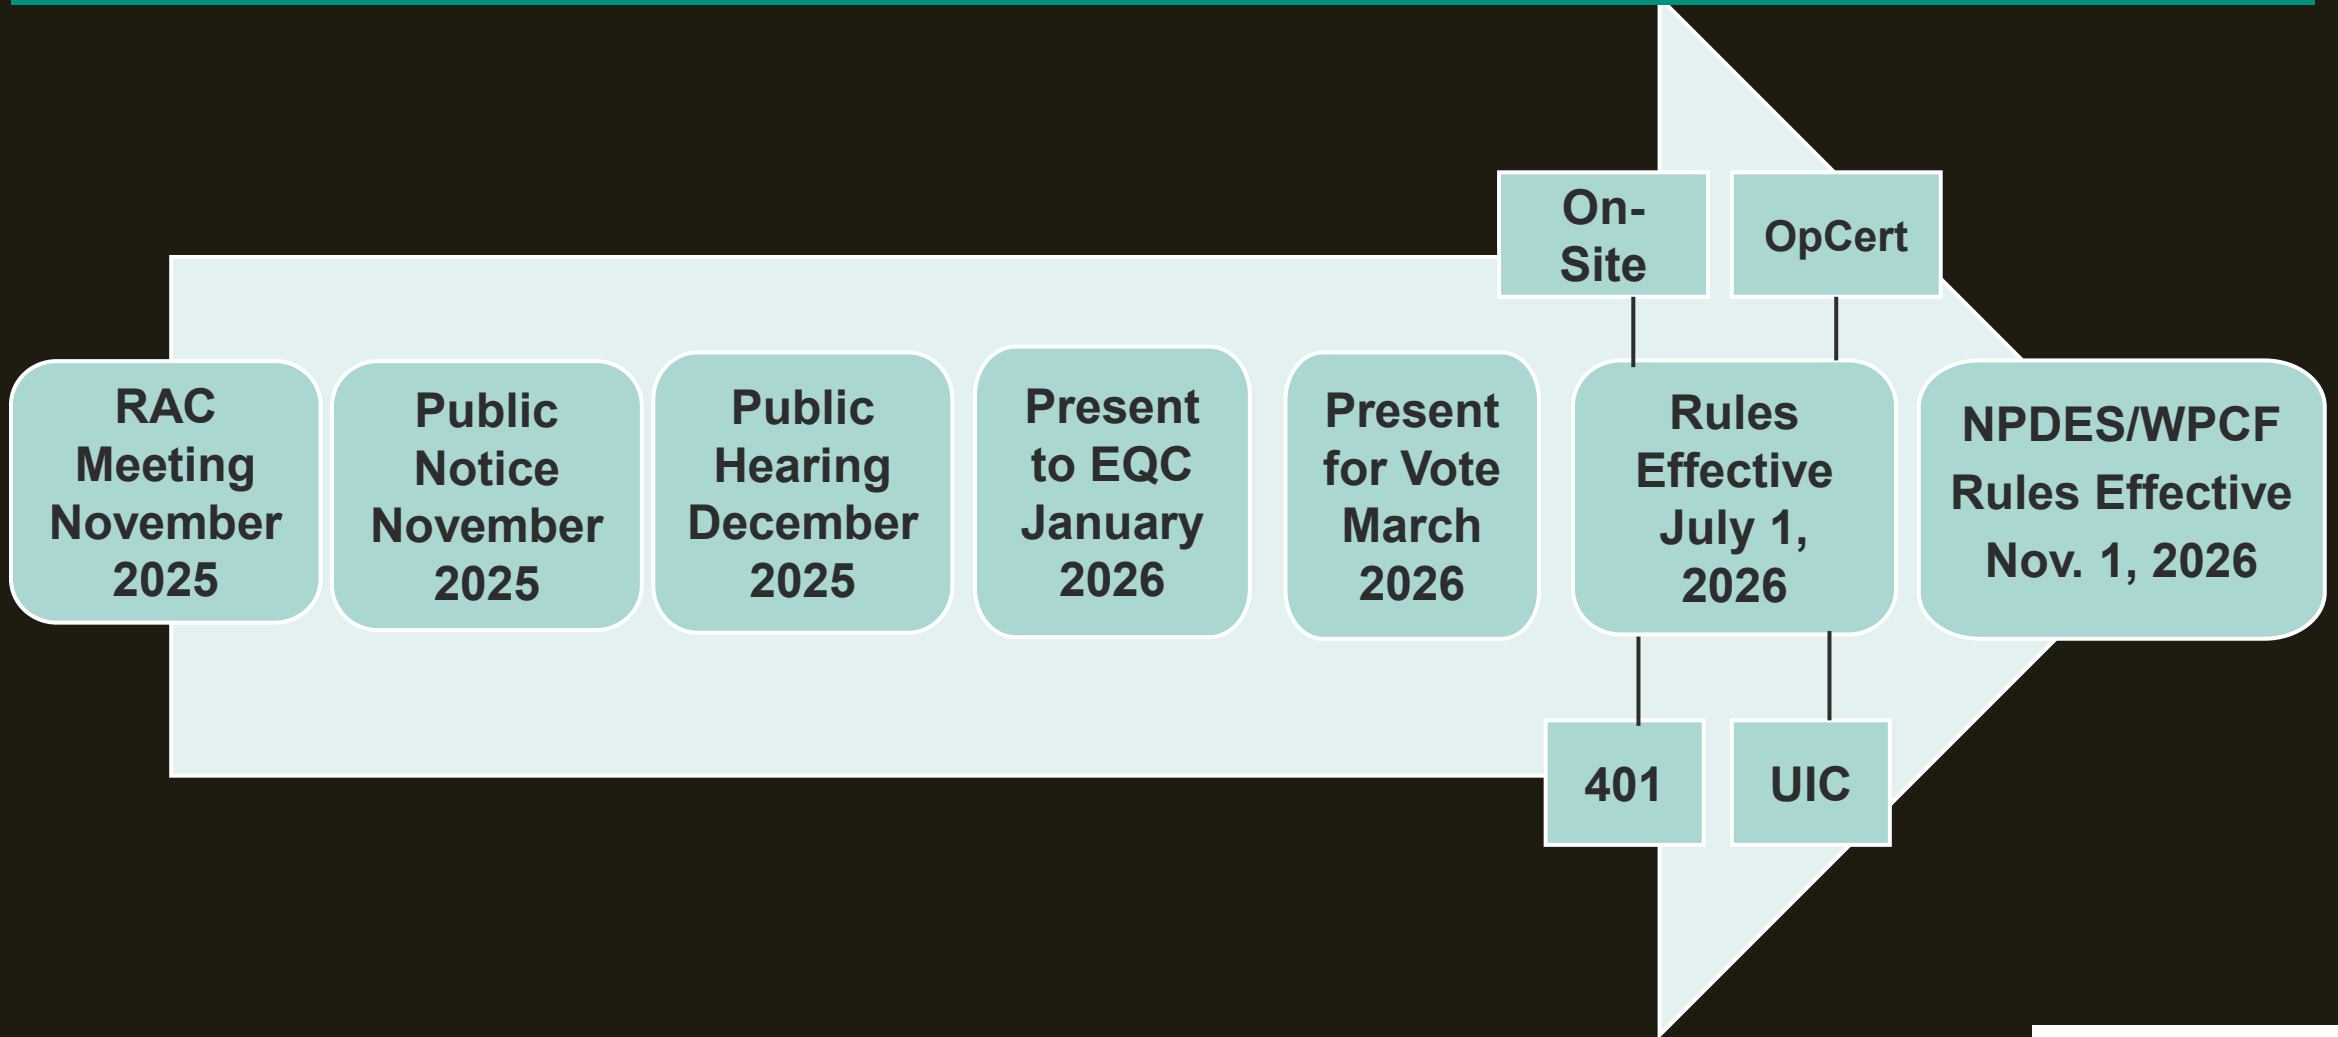 On-
Site
OpCert
RAC
Meeting
November
2025
Public
Notice
November
2025
Public
Hearing
December
2025
Present
to EQC
January
2026
Present
for Vote
March
2026
Rules
Effective
July 1,
2026
NPDES/WPCF
Rules Effective
Nov. 1, 2026
401
UIC